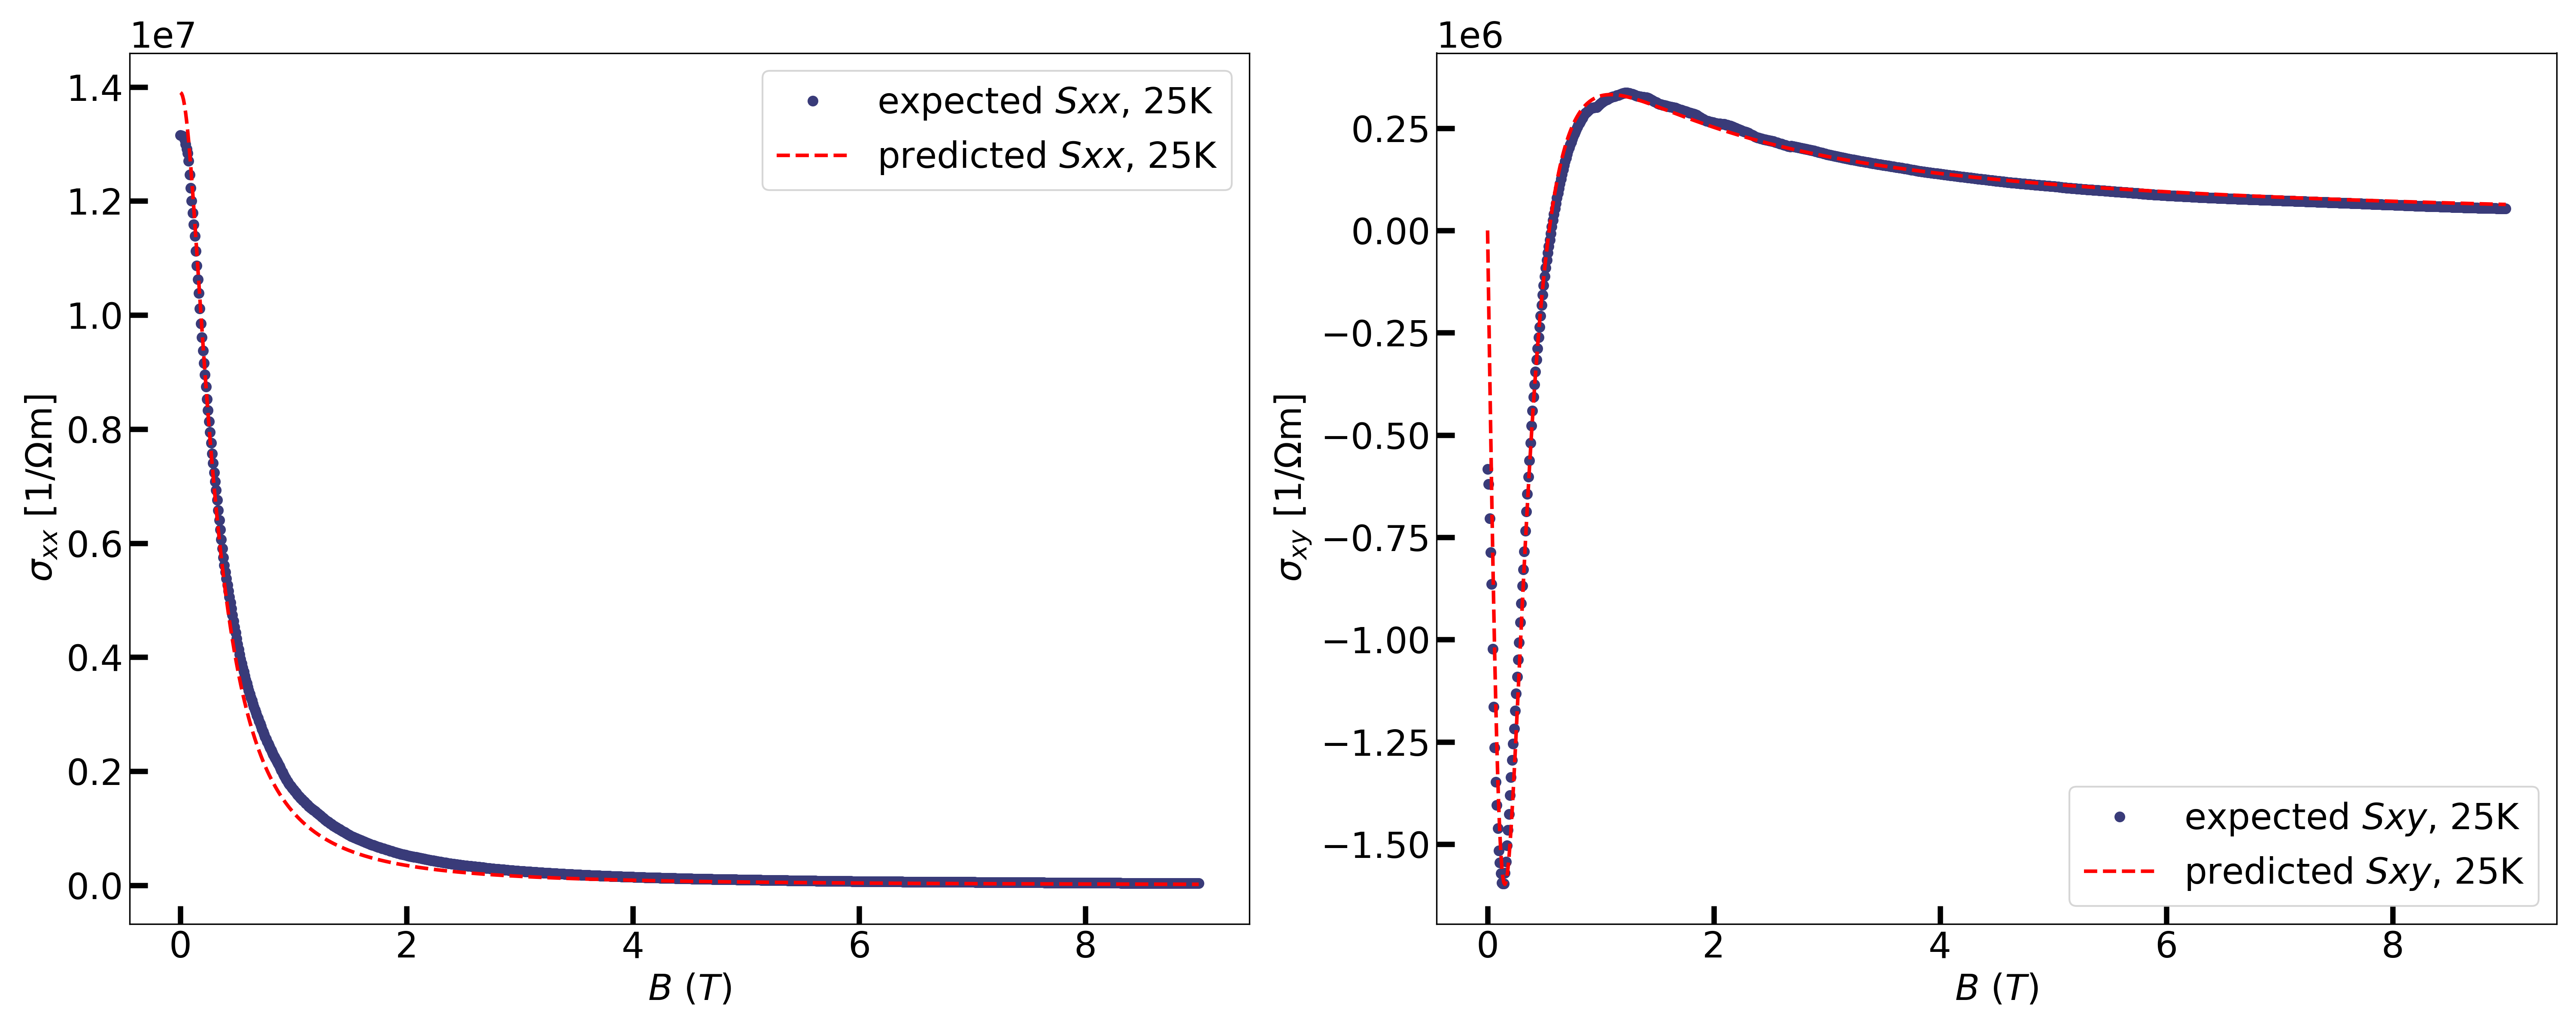 1e7
1.4
1.2
1.0
0.8
0.6
0.4
0.2
0.0
σxx [1/Ωm]
expected Sxx, 25K
predicted Sxx, 25K
0 2 4 6 8
B (T)
1e6
0.25
0.00
−0.25
−0.50
−0.75
−1.00
−1.25
−1.50
σxy [1/Ωm]
expected Sxy, 25K
predicted Sxy, 25K
0 2 4 6 8
B (T)